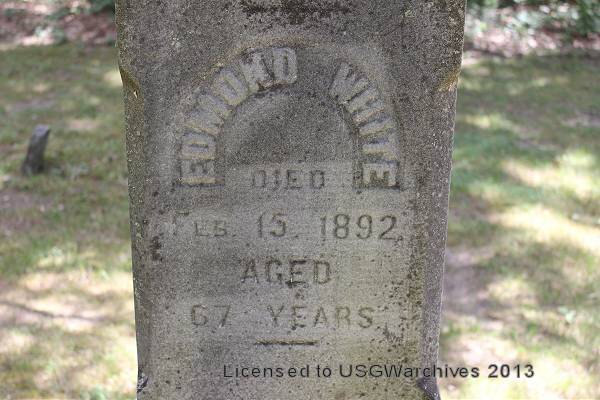 EDMOND WHITE
DIED
FEB. 15. 1892
AGED
67 YEARS
Licensed to USGWarchives 2013